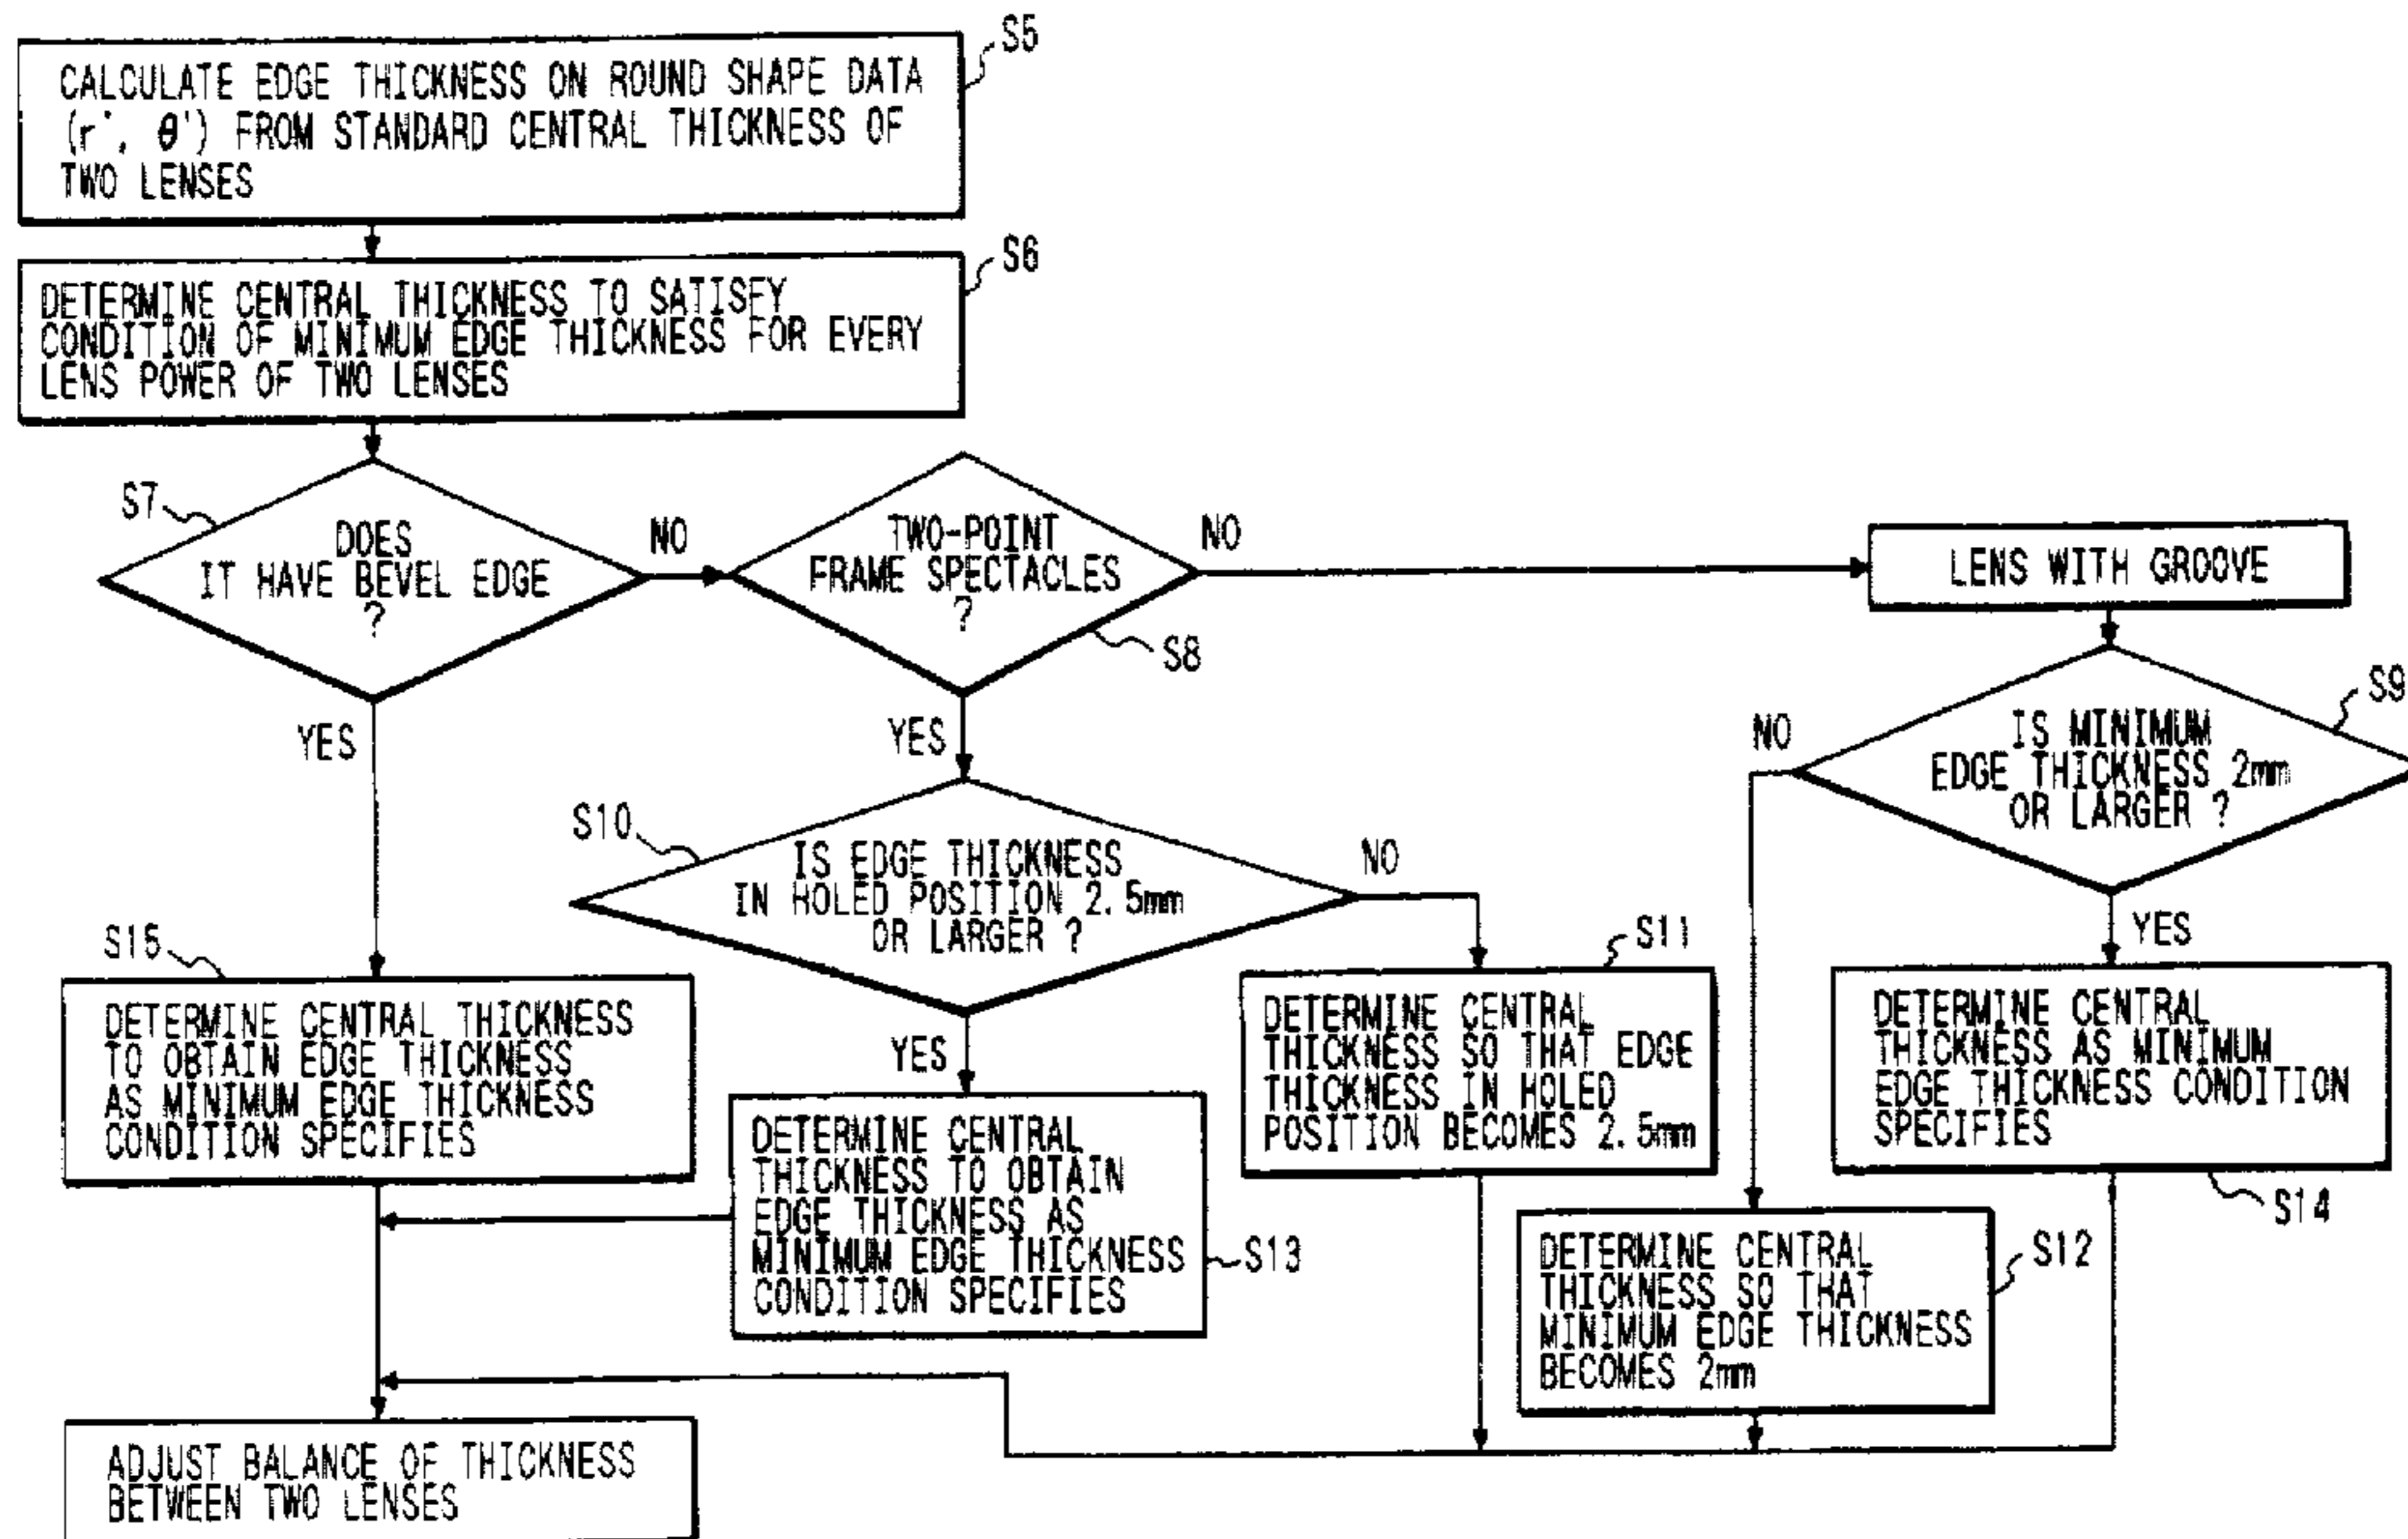 S5
CALCULATE EDGE THICKNESS ON ROUND SHAPE DATA
(r', θ') FROM STANDARD CENTRAL THICKNESS OF
TWO LENSES
S6
DETERMINE CENTRAL THICKNESS TO SATISFY
CONDITION OF MINIMUM EDGE THICKNESS FOR EVERY
LENS POWER OF TWO LENSES
S7
DOES
IT HAVE BEVEL EDGE
?
NO
YES
TWO-POINT
FRAME SPECTACLES
?
S8
NO
YES
LENS WITH GROOVE
S9
IS MINIMUM
EDGE THICKNESS 2mm
OR LARGER ?
NO
YES
S10
IS EDGE THICKNESS
IN HOLED POSITION 2.5mm
OR LARGER ?
NO
YES
S15
DETERMINE CENTRAL THICKNESS
TO OBTAIN EDGE THICKNESS
AS MINIMUM EDGE THICKNESS
CONDITION SPECIFIES
S13
DETERMINE CENTRAL
THICKNESS TO OBTAIN
EDGE THICKNESS AS
MINIMUM EDGE THICKNESS
CONDITION SPECIFIES
S11
DETERMINE CENTRAL
THICKNESS SO THAT EDGE
THICKNESS IN HOLED
POSITION BECOMES 2.5mm
S12
DETERMINE CENTRAL
THICKNESS SO THAT
MINIMUM EDGE THICKNESS
BECOMES 2mm
S14
DETERMINE CENTRAL
THICKNESS AS MINIMUM
EDGE THICKNESS CONDITION
SPECIFIES
ADJUST BALANCE OF THICKNESS
BETWEEN TWO LENSES